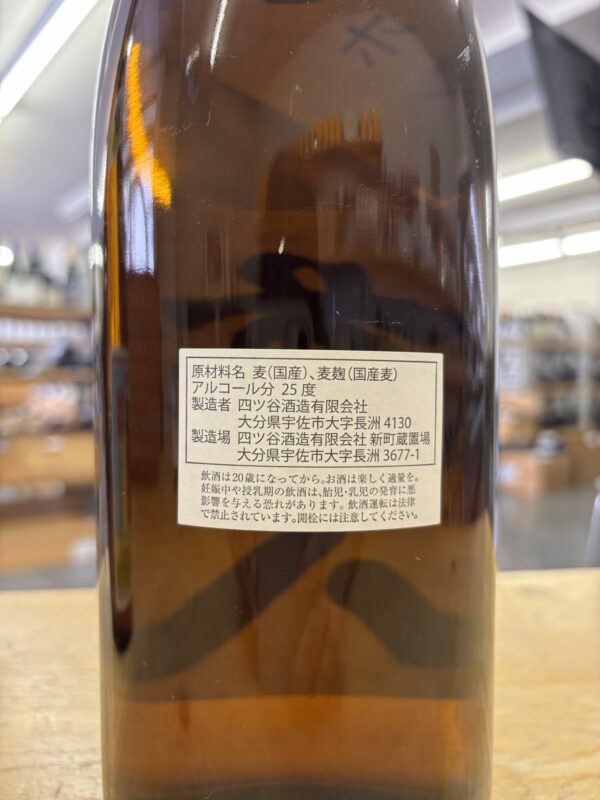 原材料名 麦(国産)、麦麹(国産麦)
アルコール分 25度
製造者 四ツ谷酒造有限会社
大分県宇佐市大字長洲 4130
製造場 四ツ谷酒造有限会社 新町蔵置場
大分県宇佐市大字長洲 3677-1
飲酒は20歳になってから。お酒は楽しく適量を。
妊娠中や授乳期の飲酒は、胎児・乳児の発育に悪
影響を与える恐れがあります。飲酒運転は法律
で禁止されています。開栓には注意してください。